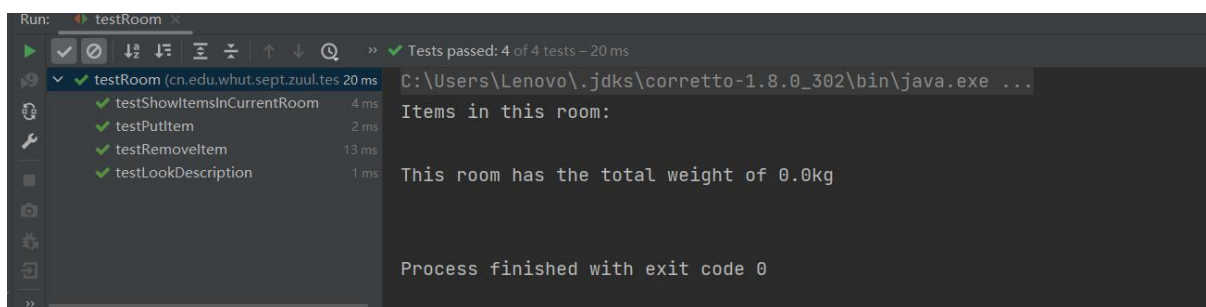 Run: testRoom
Tests passed: 4 of 4 tests – 20 ms
testRoom (cn.edu.whut.sept.zuul.tes 20 ms
testShowItemsInCurrentRoom 4 ms
testPutItem 2 ms
testRemoveItem 13 ms
testLookDescription 1 ms
C:\Users\Lenovo\.jdks\corretto-1.8.0_302\bin\java.exe ...
Items in this room:
This room has the total weight of 0.0kg
Process finished with exit code 0